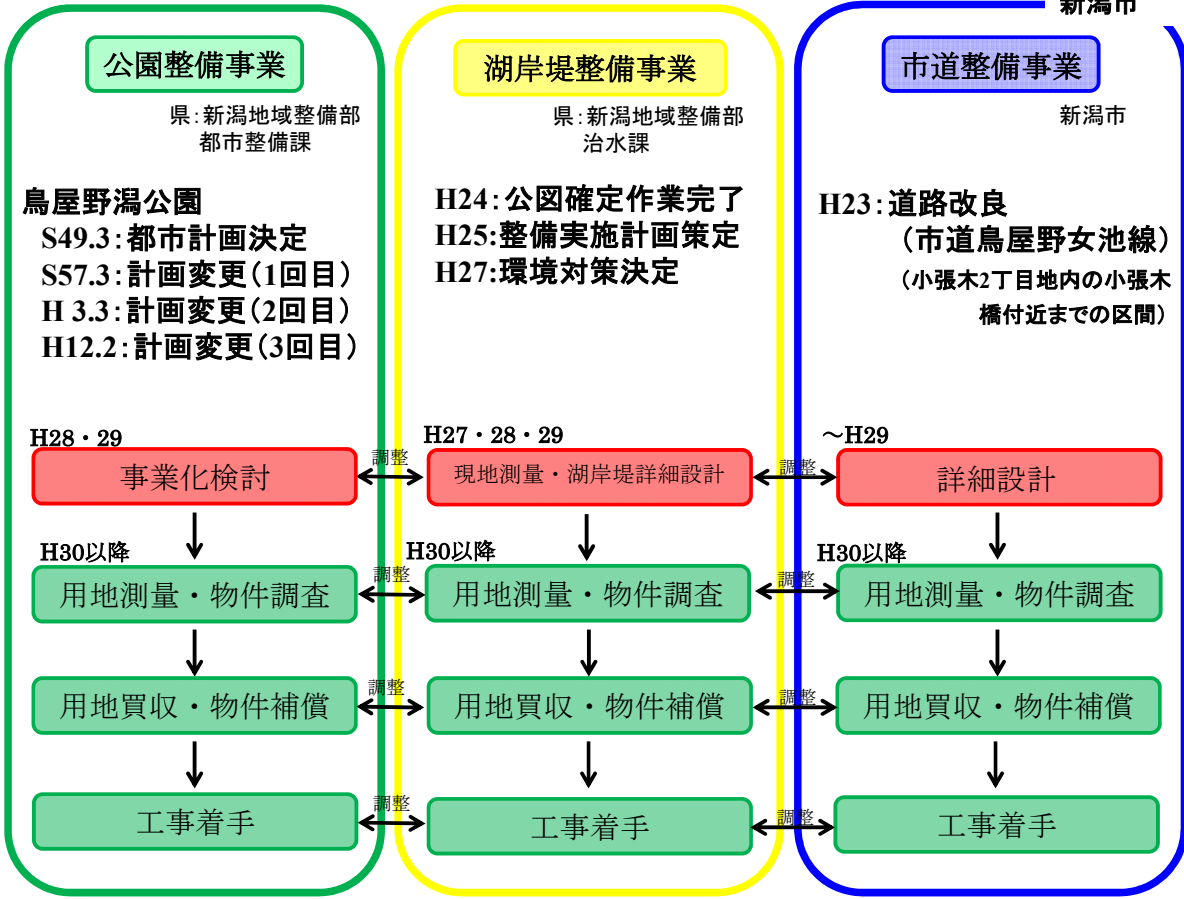 新潟市
公園整備事業
県:新潟地域整備部
都市整備課
鳥屋野潟公園
S49.3:都市計画決定
S57.3:計画変更(1回目)
H 3.3:計画変更(2回目)
H12.2:計画変更(3回目)
湖岸堤整備事業
県:新潟地域整備部
治水課
H24:公図確定作業完了
H25:整備実施計画策定
H27:環境対策決定
市道整備事業
新潟市
H23:道路改良
(市道鳥屋野女池線)
(小張木2丁目地内の小張木
橋付近までの区間)
H28・29
事業化検討
調整
H27・28・29
現地測量・湖岸堤詳細設計
調整
~H29
詳細設計
H30以降
用地測量・物件調査
調整
H30以降
用地測量・物件調査
調整
H30以降
用地測量・物件調査
用地買収・物件補償
調整
用地買収・物件補償
調整
用地買収・物件補償
工事着手
調整
工事着手
調整
工事着手